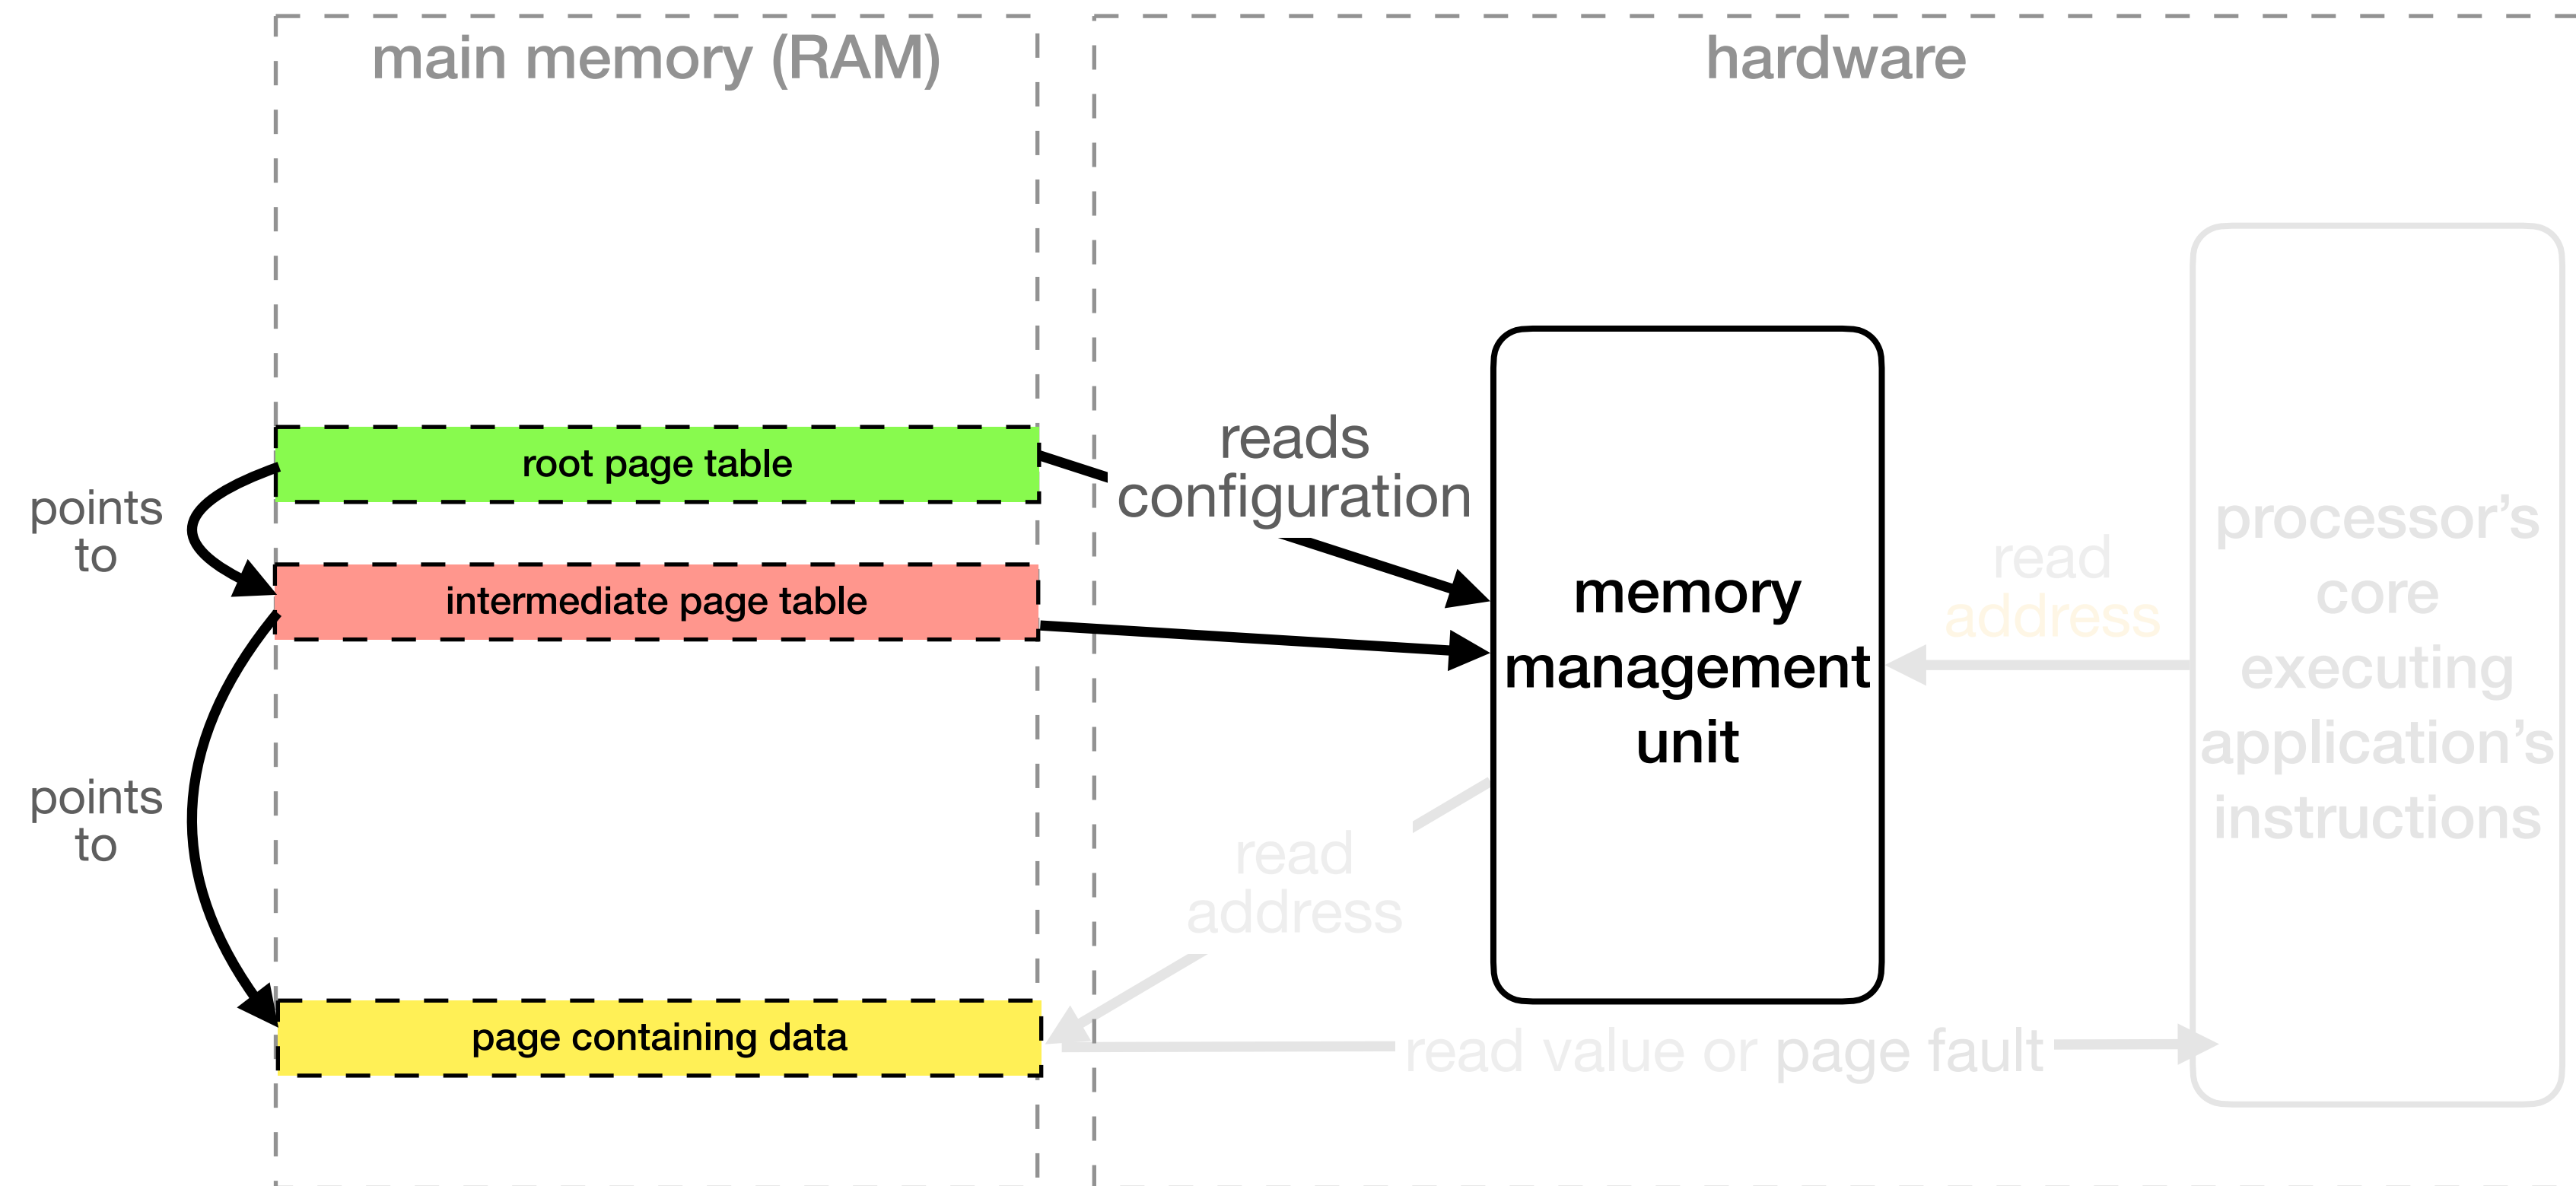 main memory (RAM)
hardware
root page table
reads
configuration
points
to
intermediate page table
memory
management
unit
read
address
processor’s
core
executing
application’s
instructions
points
to
read
address
page containing data
read value or page fault